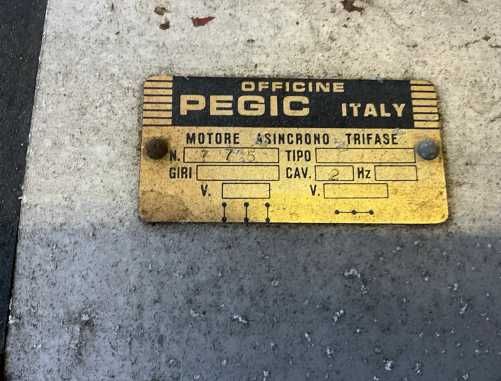 OFFICINE
PEGIC ITALY
MOTORE ASINCRONO TRIFASE
N. TIPO
GIRI CAV. 2 Hz
V. V.